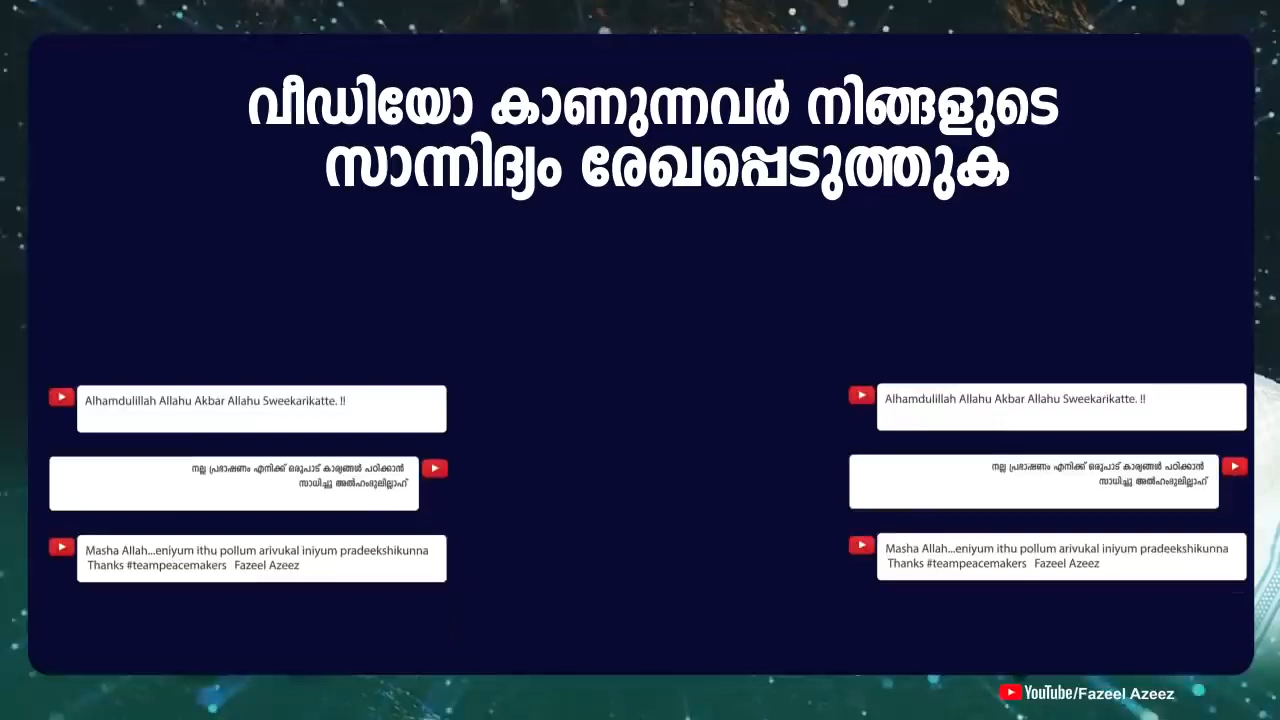 വീഡിയോ കാണുന്നവർ നിങ്ങളുടെ
സാന്നിദ്യം രേഖപ്പെടുത്തുക
Alhamdulillah Allahu Akbar Allahu Sweekarikatte. !!
നല്ല പ്രഭാഷണം എനിക്ക് ഒരുപാട് കാര്യങ്ങൾ പഠിക്കാൻ
സാധിച്ചു അൽഹംദുലില്ലാഹ്
Masha Allah...eniyum ithu pollum arivukal iniyum pradeekshikunna
Thanks #teampeacemakers Fazeel Azeez
Alhamdulillah Allahu Akbar Allahu Sweekarikatte. !!
നല്ല പ്രഭാഷണം എനിക്ക് ഒരുപാട് കാര്യങ്ങൾ പഠിക്കാൻ
സാധിച്ചു അൽഹംദുലില്ലാഹ്
Masha Allah...eniyum ithu pollum arivukal iniyum pradeekshikunna
Thanks #teampeacemakers Fazeel Azeez
YouTube/Fazeel Azeez